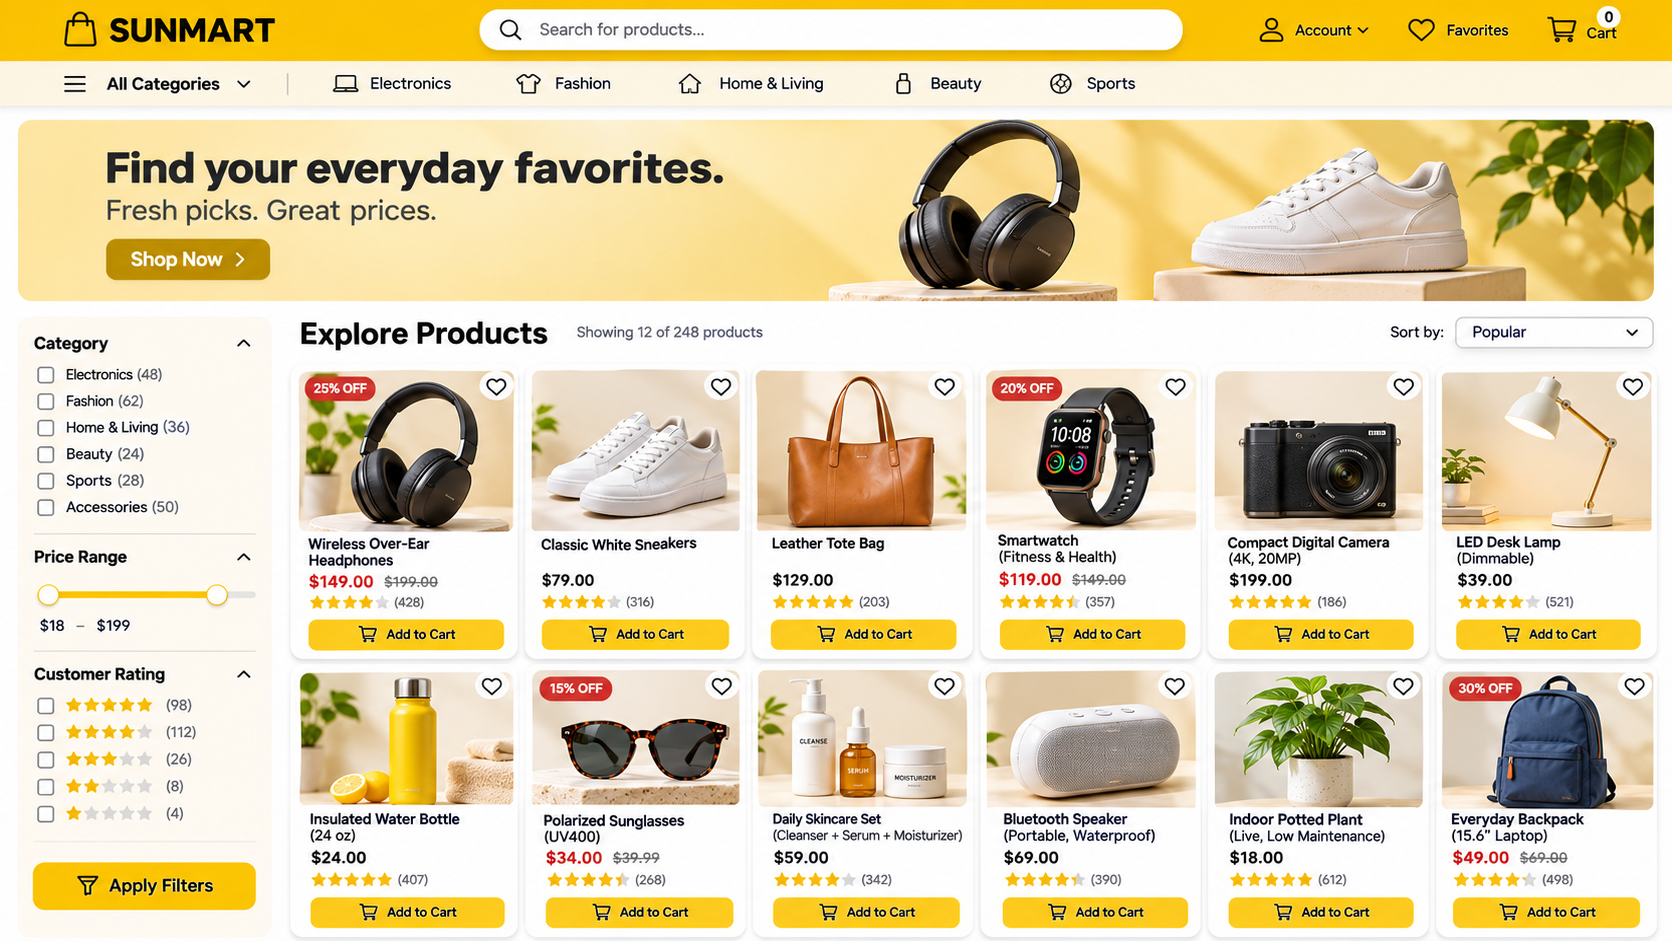 SUNMART
Search for products...
Account
Favorites
0
Cart
All Categories
Electronics
Fashion
Home & Living
Beauty
Sports
Find your everyday favorites.
Fresh picks. Great prices.
Shop Now
Category
Electronics (48)
Fashion (62)
Home & Living (36)
Beauty (24)
Sports (28)
Accessories (50)
Price Range
$18 – $199
Customer Rating
(98)
(112)
(26)
(8)
(4)
Apply Filters
Explore Products
Showing 12 of 248 products
Sort by:
Popular
25% OFF
Wireless Over-Ear
Headphones
$149.00 $199.00
(428)
Add to Cart
Classic White Sneakers
$79.00
(316)
Add to Cart
Leather Tote Bag
$129.00
(203)
Add to Cart
20% OFF
10:08
Smartwatch
(Fitness & Health)
$119.00 $149.00
(357)
Add to Cart
Compact Digital Camera
(4K, 20MP)
$199.00
(186)
Add to Cart
LED Desk Lamp
(Dimmable)
$39.00
(521)
Add to Cart
Insulated Water Bottle
(24 oz)
$24.00
(407)
Add to Cart
15% OFF
Polarized Sunglasses
(UV400)
$34.00 $39.99
(268)
Add to Cart
CLEANSE
SERUM
MOISTURIZER
Daily Skincare Set
(Cleanser + Serum + Moisturizer)
$59.00
(342)
Add to Cart
Bluetooth Speaker
(Portable, Waterproof)
$69.00
(390)
Add to Cart
Indoor Potted Plant
(Live, Low Maintenance)
$18.00
(612)
Add to Cart
30% OFF
Everyday Backpack
(15.6” Laptop)
$49.00 $69.00
(498)
Add to Cart